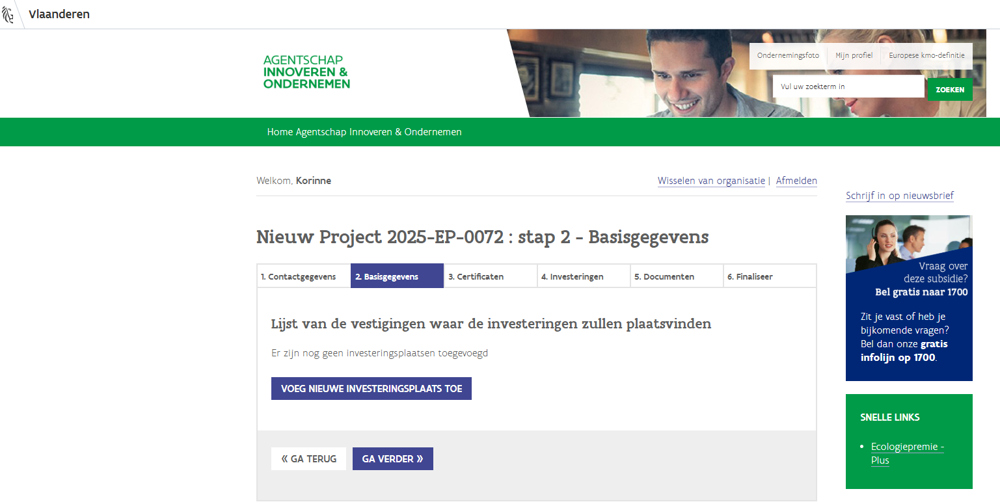 Vlaanderen
AGENTSCHAP
INNOVEREN &
ONDERNEMEN
Ondernemingsfoto
Mijn profiel
Europese kmo-definitie
Vul uw zoekterm in
ZOEKEN
Home Agentschap Innoveren & Ondernemen
Welkom, Korinne
Wisselen van organisatie | Afmelden
Nieuw Project 2025-EP-0072 : stap 2 - Basisgegevens
1. Contactgegevens
2. Basisgegevens
3. Certificaten
4. Investeringen
5. Documenten
6. Finaliseer
Lijst van de vestigingen waar de investeringen zullen plaatsvinden
Er zijn nog geen investeringsplaatsen toegevoegd
VOEG NIEUWE INVESTERINGSPLAATS TOE
« GA TERUG
GA VERDER »
Schrijf in op nieuwsbrief
Vraag over
deze subsidie?
Bel gratis naar 1700
Zit je vast of heb je
bijkomende vragen?
Bel dan onze gratis
infolijn op 1700.
SNELLE LINKS
• Ecologiepremie -
Plus